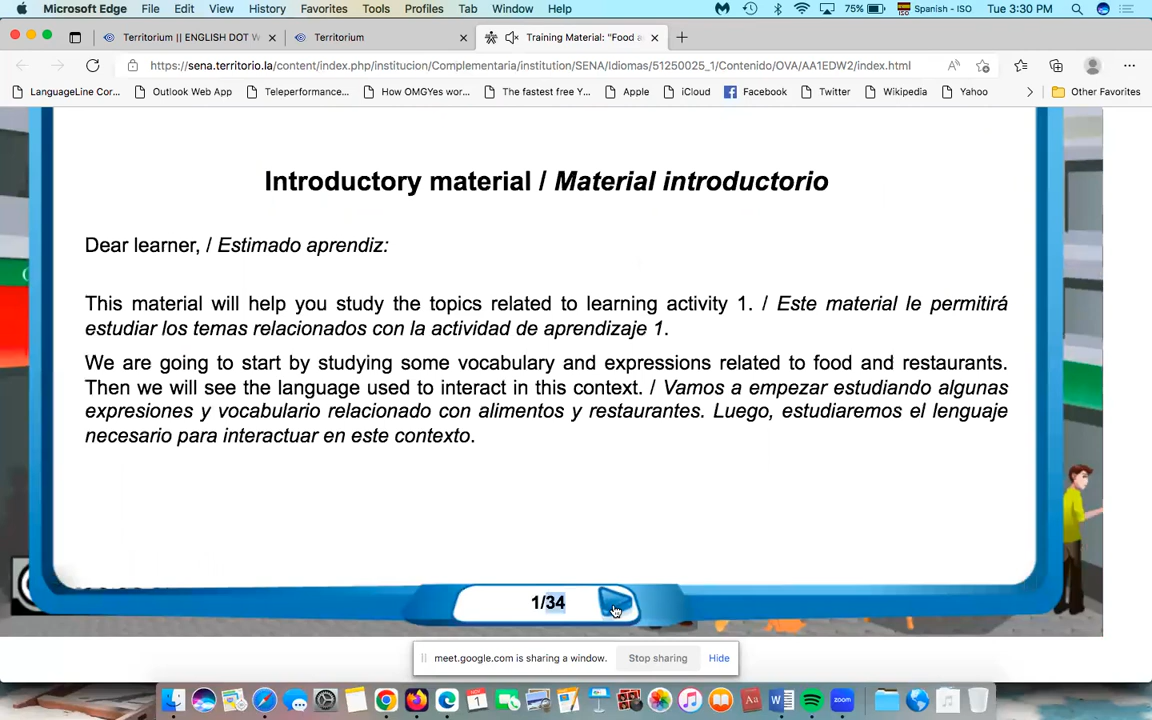 Microsoft Edge File Edit View History Favorites Tools Profiles Tab Window Help 75% Spanish - ISO Tue 3:30 PM
Territorium || ENGLISH DOT W Territorium Training Material: "Food a
https://sena.territorio.la/content/index.php/institucion/Complementaria/institution/SENA/Idiomas/51250025_1/Contenido/OVA/AA1EDW2/index.html
LanguageLine Cor... Outlook Web App Teleperformance... How OMGYes wor... The fastest free Y... Apple iCloud Facebook Twitter Wikipedia Yahoo Other Favorites
Introductory material / Material introductorio
Dear learner, / Estimado aprendiz:
This material will help you study the topics related to learning activity 1. / Este material le permitirá
estudiar los temas relacionados con la actividad de aprendizaje 1.
We are going to start by studying some vocabulary and expressions related to food and restaurants.
Then we will see the language used to interact in this context. / Vamos a empezar estudiando algunas
expresiones y vocabulario relacionado con alimentos y restaurantes. Luego, estudiaremos el lenguaje
necesario para interactuar en este contexto.
1/34
meet.google.com is sharing a window. Stop sharing Hide
zoom